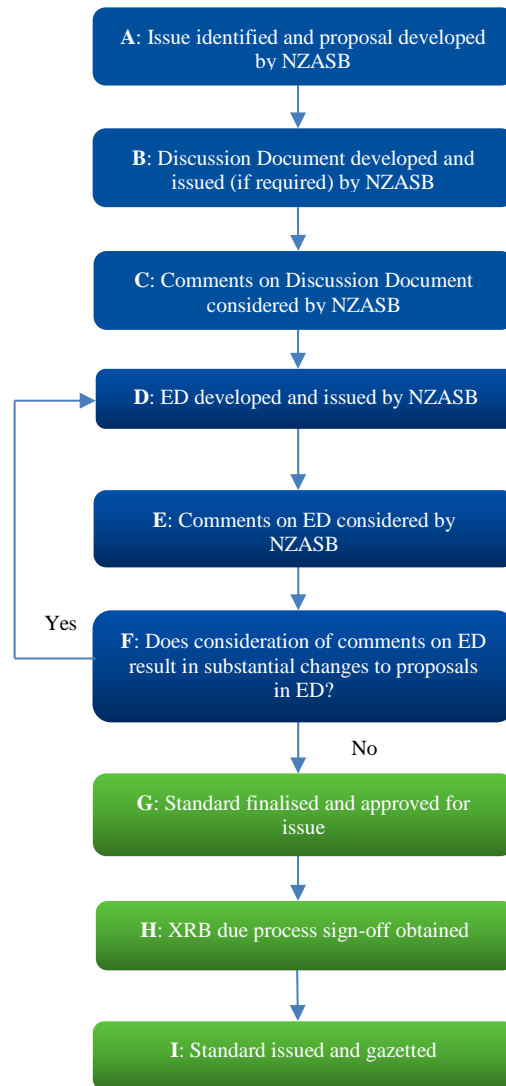 A: Issue identified and proposal developed
by NZASB
B: Discussion Document developed and
issued (if required) by NZASB
C: Comments on Discussion Document
considered by NZASB
D: ED developed and issued by NZASB
E: Comments on ED considered by
NZASB
Yes
F: Does consideration of comments on ED
result in substantial changes to proposals
in ED?
No
G: Standard finalised and approved for
issue
H: XRB due process sign-off obtained
I: Standard issued and gazetted